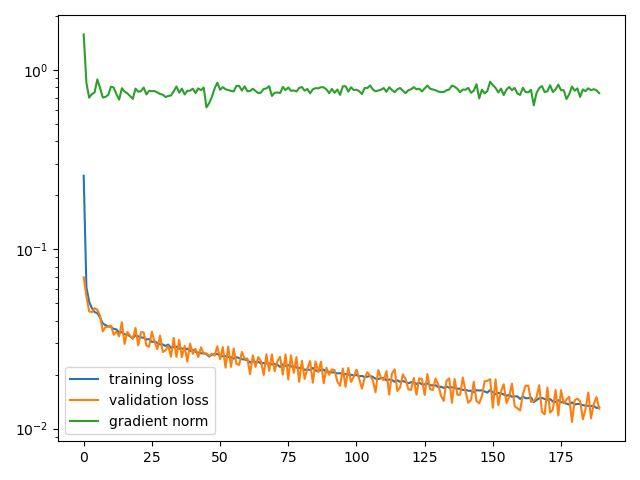 10⁰
10⁻¹
10⁻²
training loss
validation loss
gradient norm
0 25 50 75 100 125 150 175